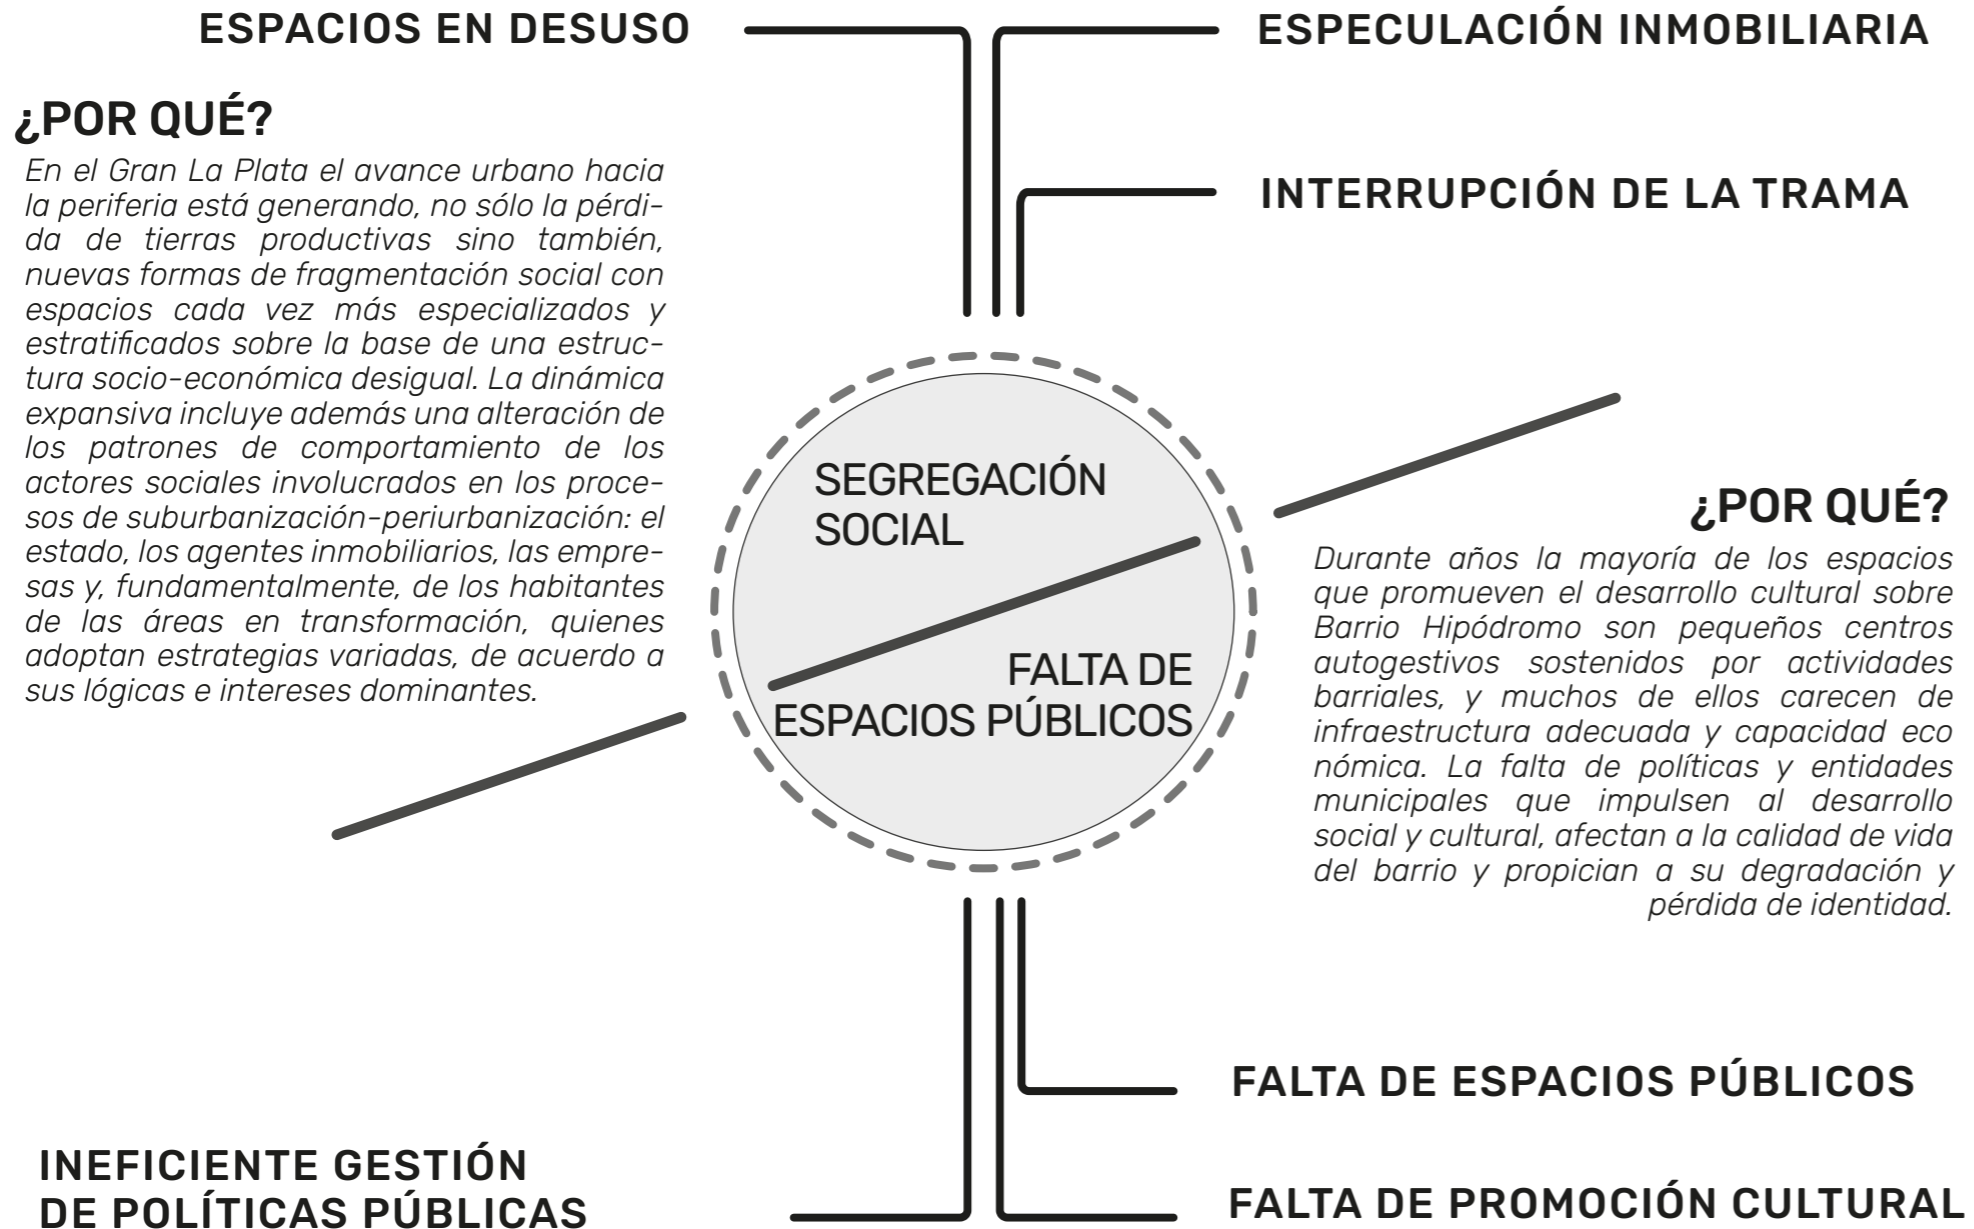 ESPACIOS EN DESUSO
ESPECULACIÓN INMOBILIARIA
INTERRUPCIÓN DE LA TRAMA
¿POR QUÉ?
En el Gran La Plata el avance urbano hacia
la periferia está generando, no sólo la pérdi-
da de tierras productivas sino también,
nuevas formas de fragmentación social con
espacios cada vez más especializados y
estratificados sobre la base de una estruc-
tura socio-económica desigual. La dinámica
expansiva incluye además una alteración de
los patrones de comportamiento de los
actores sociales involucrados en los proce-
sos de suburbanización-periurbanización: el
estado, los agentes inmobiliarios, las empre-
sas y, fundamentalmente, de los habitantes
de las áreas en transformación, quienes
adoptan estrategias variadas, de acuerdo a
sus lógicas e intereses dominantes.
SEGREGACIÓN
SOCIAL
FALTA DE
ESPACIOS PÚBLICOS
¿POR QUÉ?
Durante años la mayoría de los espacios
que promueven el desarrollo cultural sobre
Barrio Hipódromo son pequeños centros
autogestivos sostenidos por actividades
barriales, y muchos de ellos carecen de
infraestructura adecuada y capacidad eco
nómica. La falta de políticas y entidades
municipales que impulsen al desarrollo
social y cultural, afectan a la calidad de vida
del barrio y propician a su degradación y
pérdida de identidad.
FALTA DE ESPACIOS PÚBLICOS
INEFICIENTE GESTIÓN
DE POLÍTICAS PÚBLICAS
FALTA DE PROMOCIÓN CULTURAL